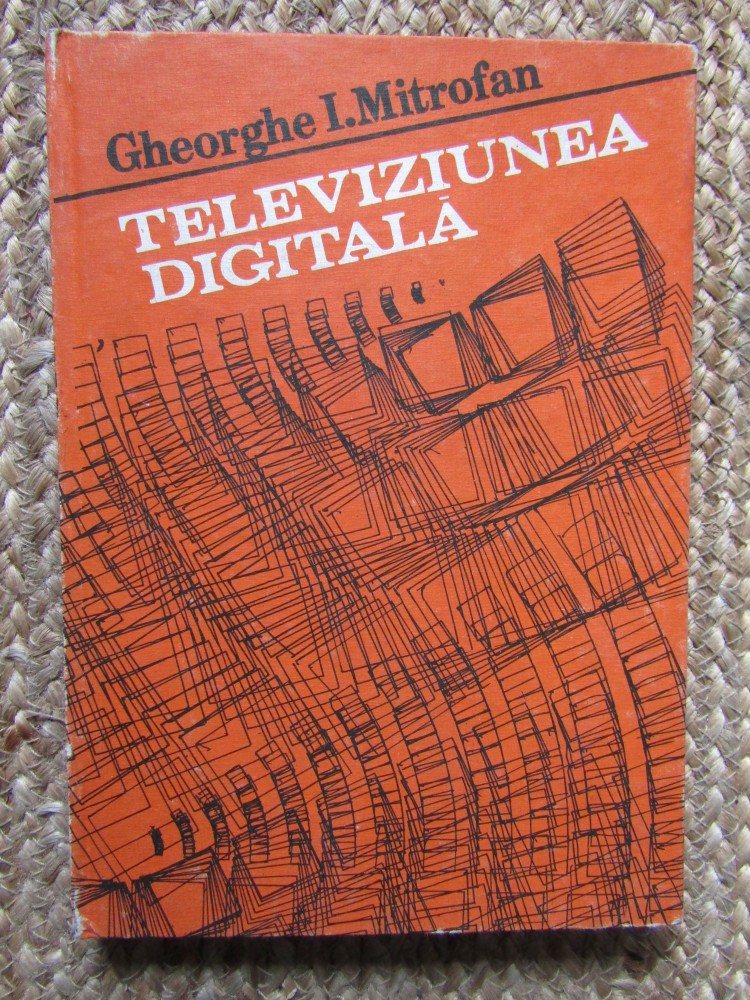 Gheorghe I.Mitrofan
TELEVIZIUNEA
DIGITALĂ